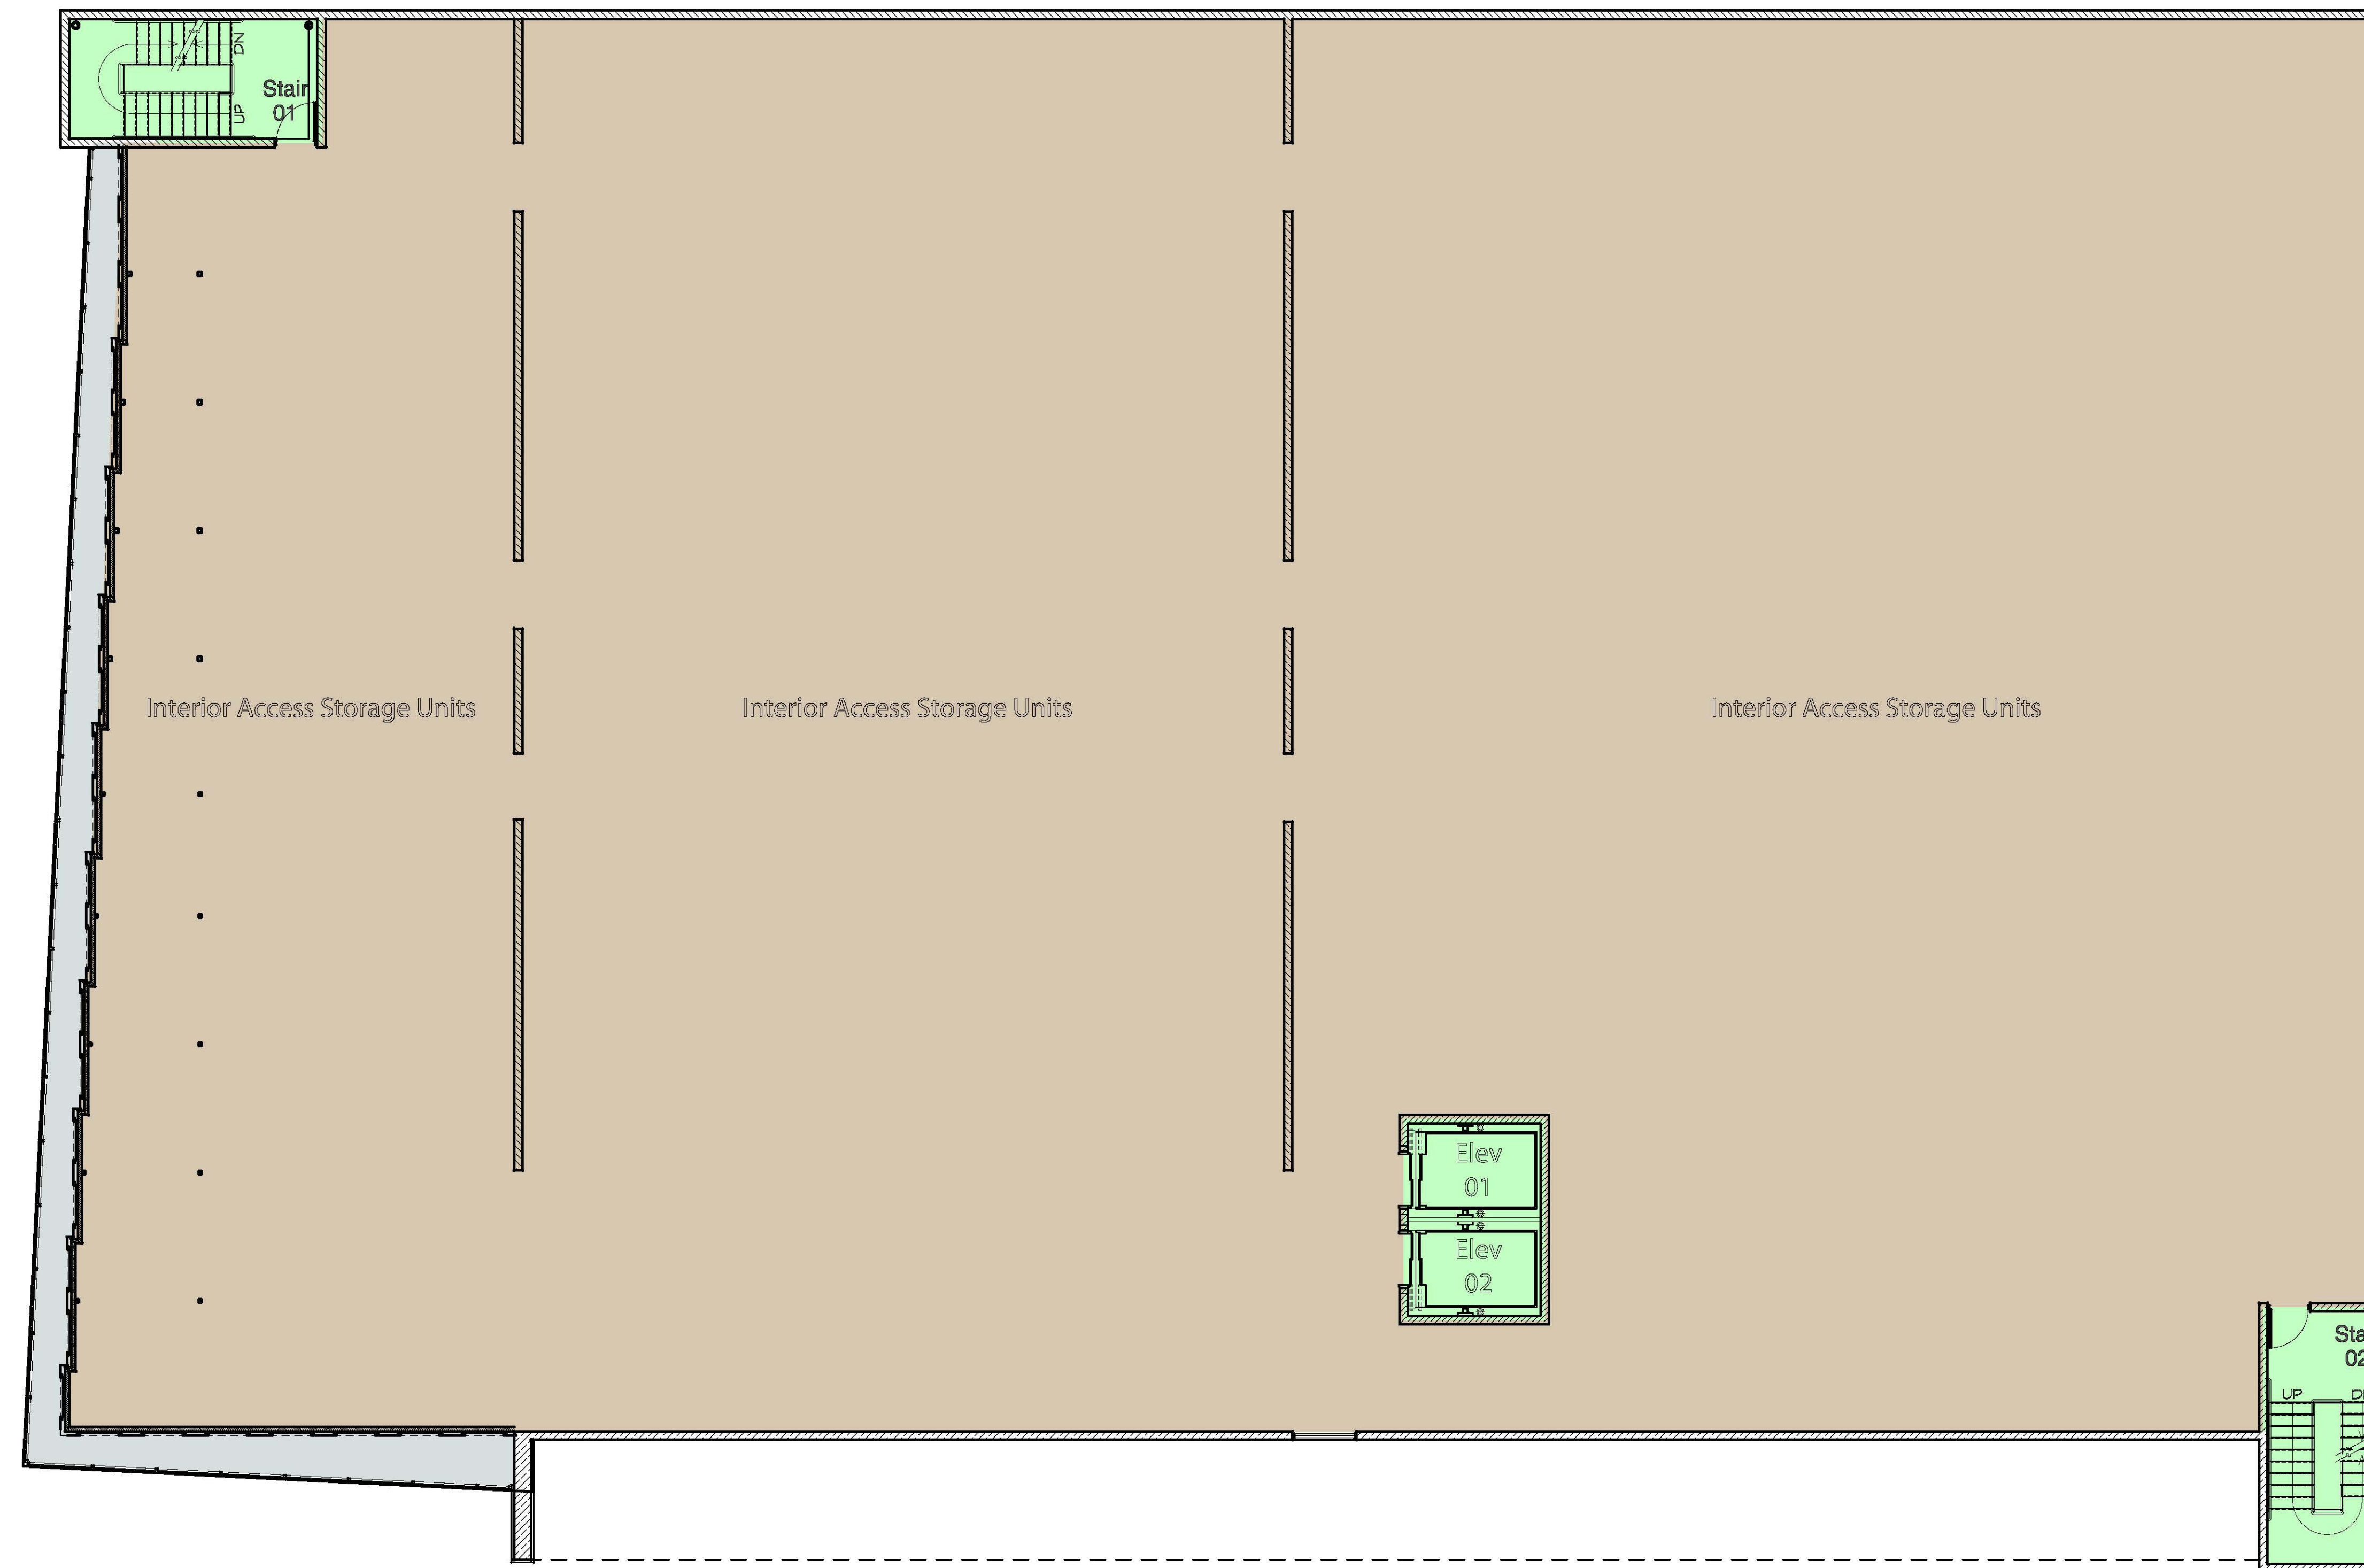 DN
Stair
01
UP
Interior Access Storage Units
Interior Access Storage Units
Interior Access Storage Units
Elev
01
Elev
02
UP